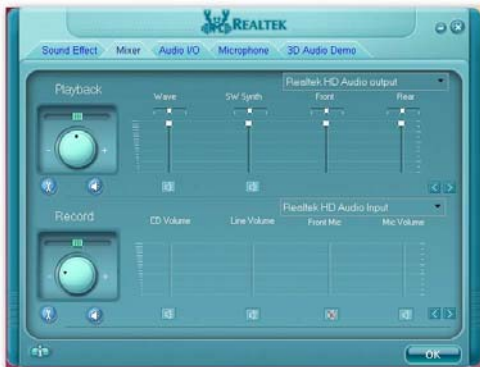 REALTEK
Sound Effect Mixer Audio I/O Microphone 3D Audio Demo
Realtek HD Audio output
Playback
Wave SW Synth Front Rear
Realtek HD Audio Input
Record
CD Volume Line Volume Front Mic Mic Volume
OK